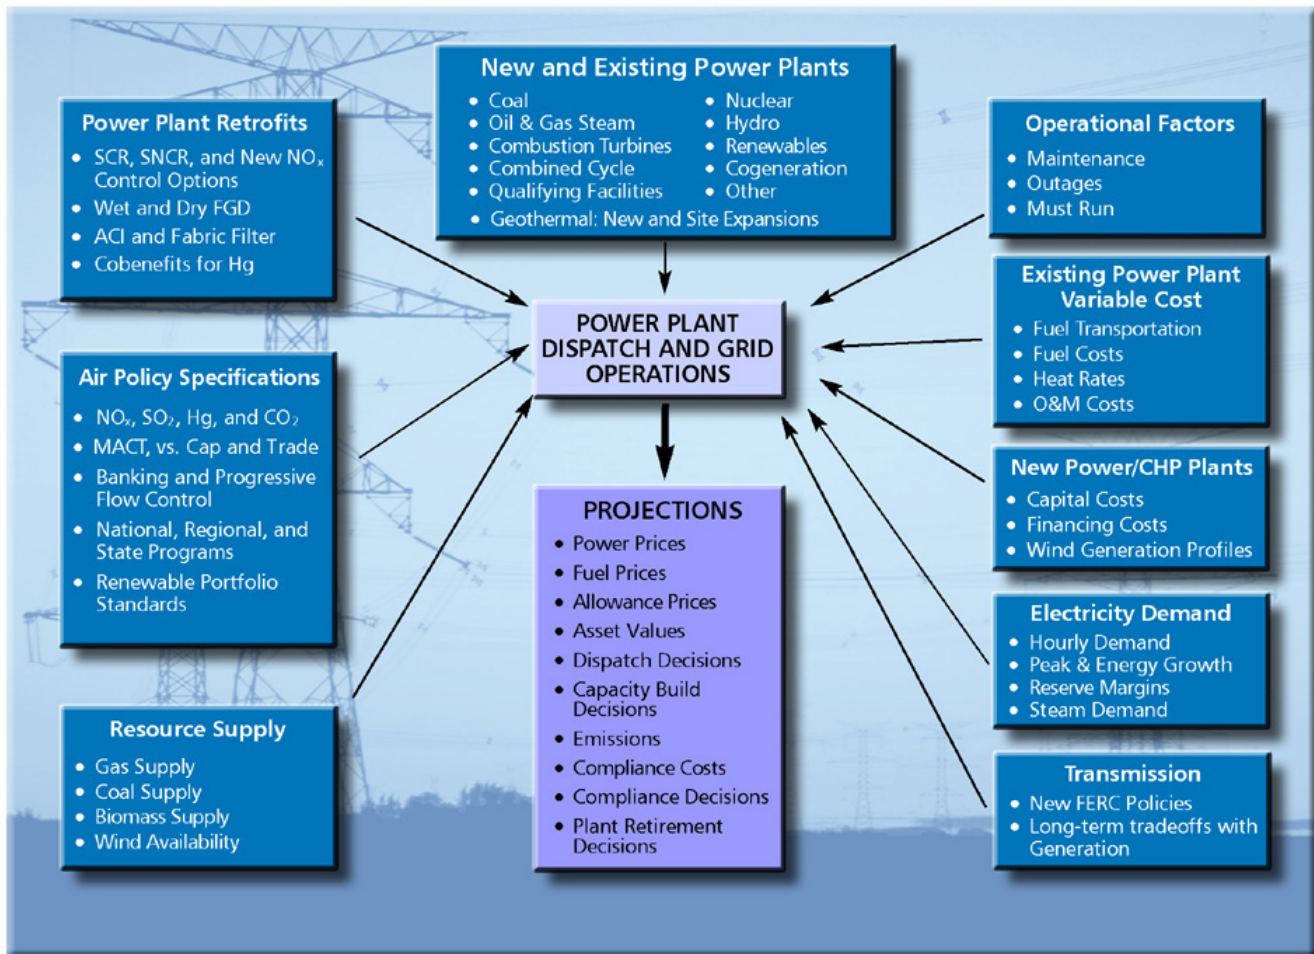 New and Existing Power Plants
• Coal
• Oil & Gas Steam
• Combustion Turbines
• Combined Cycle
• Qualifying Facilities
• Nuclear
• Hydro
• Renewables
• Cogeneration
• Other
• Geothermal: New and Site Expansions
Power Plant Retrofits
• SCR, SNCR, and New NOₓ
Control Options
• Wet and Dry FGD
• ACI and Fabric Filter
• Cobenefits for Hg
Air Policy Specifications
• NOₓ, SO₂, Hg, and CO₂
• MACT, vs. Cap and Trade
• Banking and Progressive
Flow Control
• National, Regional, and
State Programs
• Renewable Portfolio
Standards
Resource Supply
• Gas Supply
• Coal Supply
• Biomass Supply
• Wind Availability
POWER PLANT
DISPATCH AND GRID
OPERATIONS
PROJECTIONS
• Power Prices
• Fuel Prices
• Allowance Prices
• Asset Values
• Dispatch Decisions
• Capacity Build
Decisions
• Emissions
• Compliance Costs
• Compliance Decisions
• Plant Retirement
Decisions
Operational Factors
• Maintenance
• Outages
• Must Run
Existing Power Plant
Variable Cost
• Fuel Transportation
• Fuel Costs
• Heat Rates
• O&M Costs
New Power/CHP Plants
• Capital Costs
• Financing Costs
• Wind Generation Profiles
Electricity Demand
• Hourly Demand
• Peak & Energy Growth
• Reserve Margins
• Steam Demand
Transmission
• New FERC Policies
• Long-term tradeoffs with
Generation